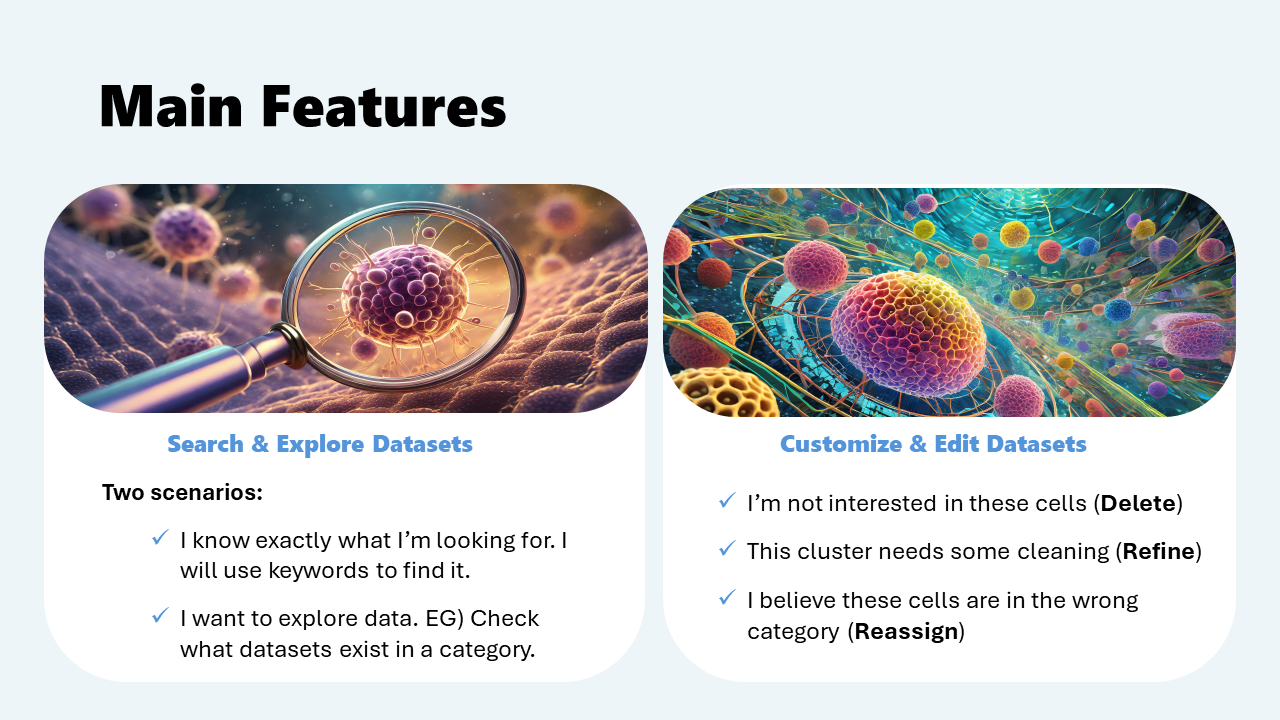 Main Features
Search & Explore Datasets
Two scenarios:
✓ I know exactly what I’m looking for. I
will use keywords to find it.
✓ I want to explore data. EG) Check
what datasets exist in a category.
Customize & Edit Datasets
✓ I’m not interested in these cells (Delete)
✓ This cluster needs some cleaning (Refine)
✓ I believe these cells are in the wrong
category (Reassign)